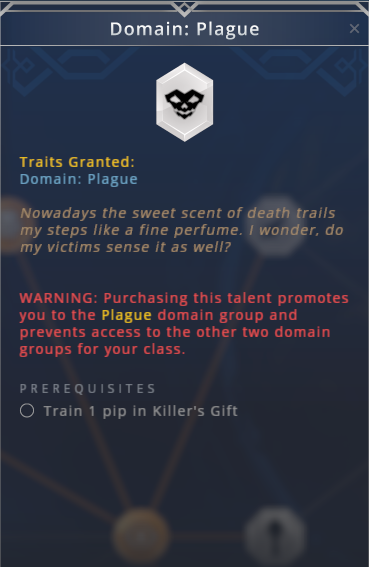 Domain: Plague
Traits Granted:
Domain: Plague
Nowadays the sweet scent of death trails
my steps like a fine perfume. I wonder, do
my victims sense it as well?
WARNING: Purchasing this talent promotes
you to the Plague domain group and
prevents access to the other two domain
groups for your class.
PREREQUISITES
Train 1 pip in Killer's Gift